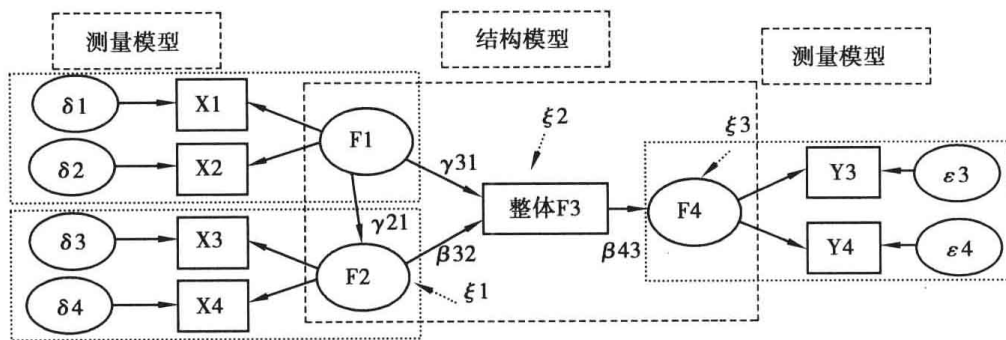 测量模型
结构模型
测量模型
δ1
X1
δ2
X2
F1
ξ2
ξ3
γ31
γ21
δ3
X3
δ4
X4
F2
β32
ξ1
整体F3
β43
F4
Y3
ε3
Y4
ε4